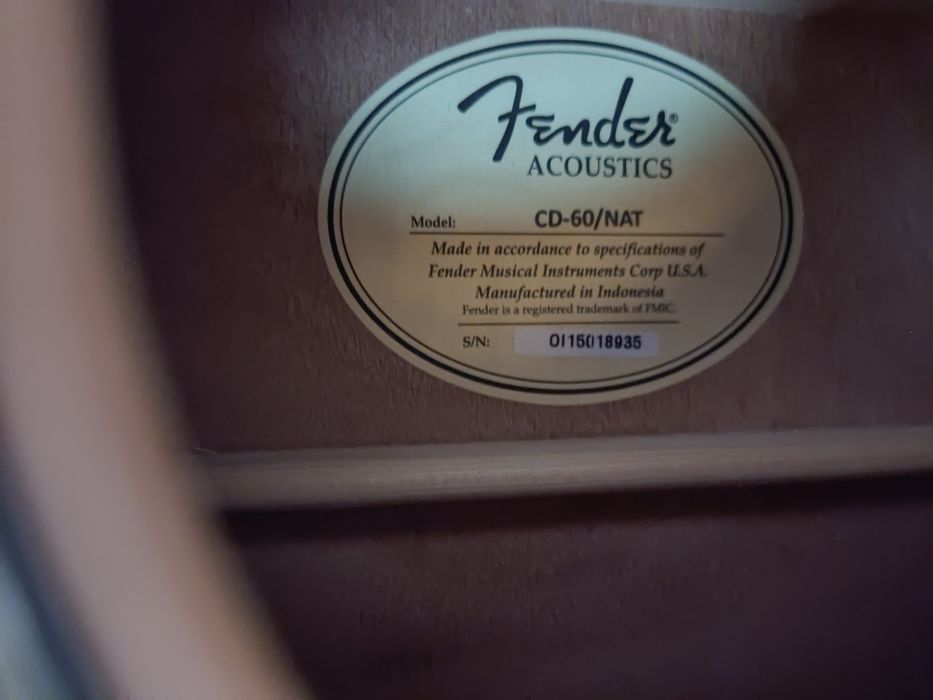 Fender®
ACOUSTICS
Model: CD-60/NAT
Made in accordance to specifications of
Fender Musical Instruments Corp U.S.A.
Manufactured in Indonesia
Fender is a registered trademark of FMIC.
S/N: OI15018935